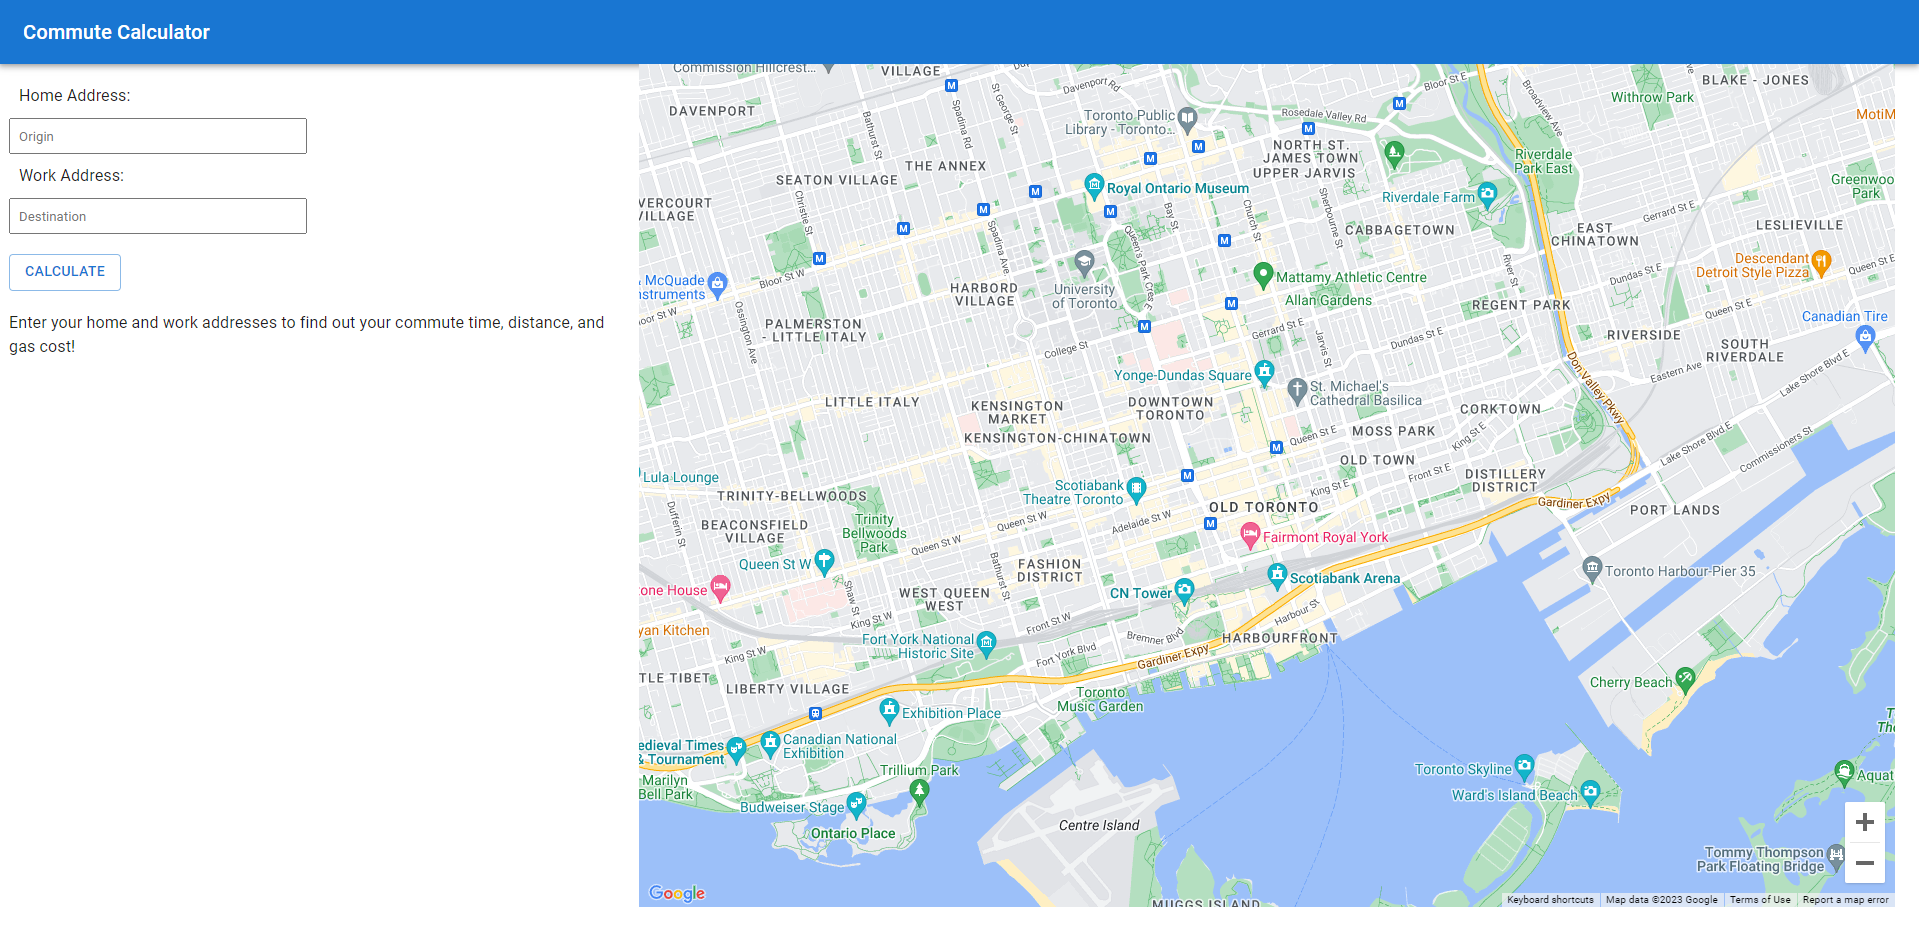 Commute Calculator
Home Address:
Origin
Work Address:
Destination
CALCULATE
Enter your home and work addresses to find out your commute time, distance, and
gas cost!
Commission Hillcrest...
VILLAGE
Davenport Rd
Bloor St E
BLAKE - JONES
Withrow Park
DAVENPORT
Spadina Rd
St George St
Bathurst St
Toronto Public
Library - Toronto...
Rosedale Valley Rd
Broadview Ave
MotiM
THE ANNEX
NORTH ST.
JAMES TOWN
UPPER JARVIS
Riverdale
Park East
SEATON VILLAGE
Royal Ontario Museum
Riverdale Farm
Greenwoo
Park
VERCOURT
VILLAGE
Christie St
Spadina Ave
Bay St
Church St
Sherbourne St
Gerrard St E
CABBAGETOWN
EAST
CHINATOWN
LESLIEVILLE
Queen's Park Cres E
McQuade
nstruments
Bloor St W
University
of Toronto
Mattamy Athletic Centre
Allan Gardens
River St
Dundas St E
Descendant
Detroit Style Pizza
Queen St E
HARBORD
VILLAGE
REGENT PARK
oor St W
Ossington Ave
PALMERSTON
- LITTLE ITALY
College St
Gerrard St E
Jarvis St
Dundas St E
Queen St E
Canadian Tire
RIVERSIDE
SOUTH
RIVERDALE
Yonge-Dundas Square
St. Michael's
Cathedral Basilica
Don Valley Pkwy
Eastern Ave
Lake Shore Blvd E
LITTLE ITALY
KENSINGTON
MARKET
DOWNTOWN
TORONTO
CORKTOWN
KENSINGTON-CHINATOWN
Queen St E
MOSS PARK
King St E
Lake Shore Blvd E
Commissioners St
OLD TOWN
Front St E
DISTILLERY
DISTRICT
Lula Lounge
TRINITY-BELLWOODS
Scotiabank
Theatre Toronto
King St E
Gardiner Expy
Dufferin St
OLD TORONTO
PORT LANDS
BEACONSFIELD
VILLAGE
Trinity
Bellwoods
Park
Queen St W
Adelaide St W
Queen St W
Fairmont Royal York
Queen St W
Bathurst St
FASHION
DISTRICT
Scotiabank Arena
Toronto Harbour-Pier 35
one House
Shaw St
WEST QUEEN
WEST
CN Tower
Harbour St
King St W
Front St W
yan Kitchen
Fort York National
Historic Site
Bremner Blvd
HARBOURFRONT
King St W
Fort York Blvd
Gardiner Expy
TLE TIBET
LIBERTY VILLAGE
Toronto
Music Garden
Cherry Beach
Exhibition Place
edieval Times
& Tournament
Canadian National
Exhibition
Trillium Park
Marilyn
Bell Park
Toronto Skyline
Aquat
Budweiser Stage
Ward's Island Beach
Ontario Place
Centre Island
Tommy Thompson
Park Floating Bridge
Google
MUGGS ISLAND
Keyboard shortcuts
Map data ©2023 Google
Terms of Use
Report a map error